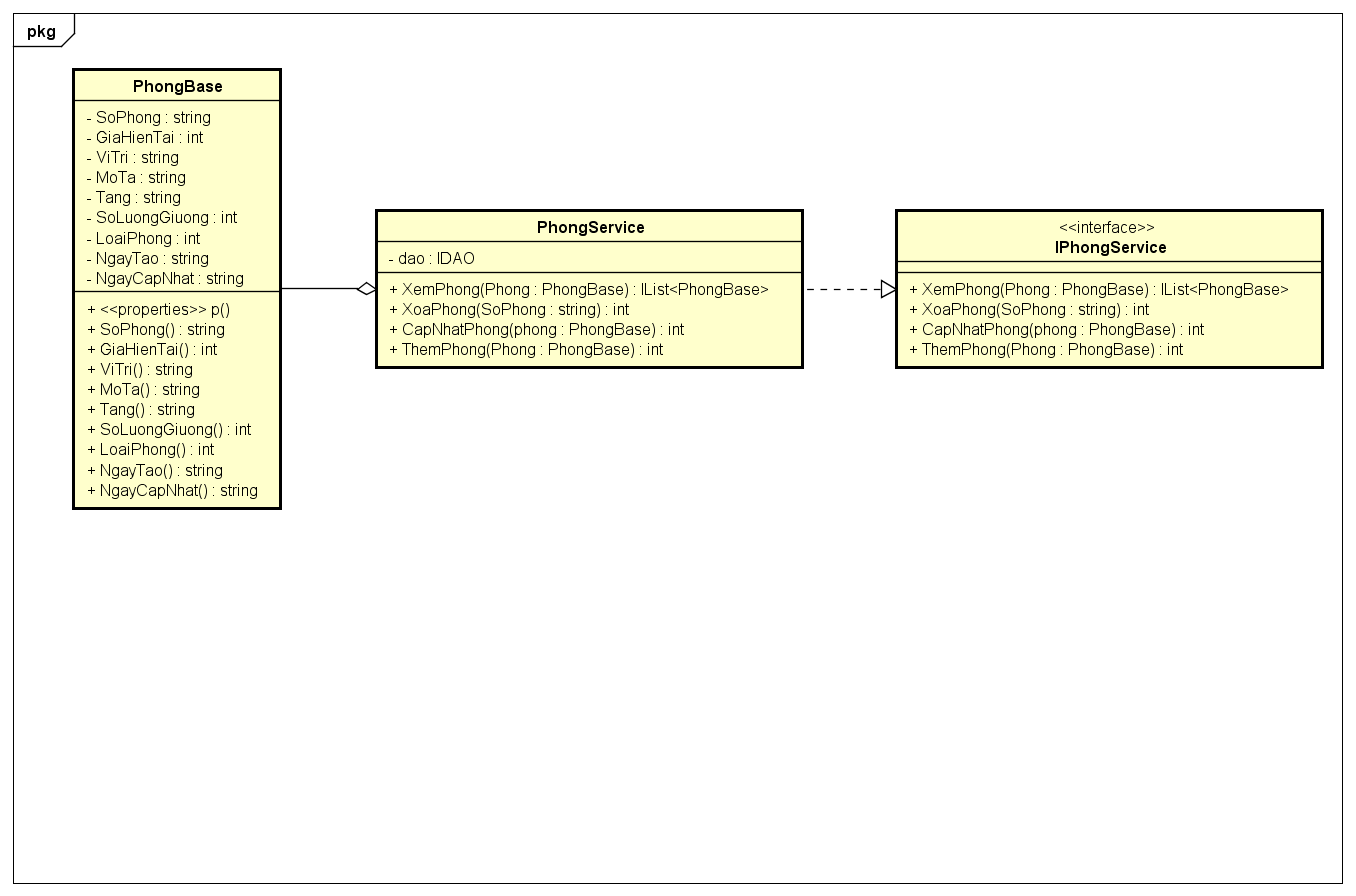 pkg
PhongBase
- SoPhong : string
- GiaHienTai : int
- ViTri : string
- MoTa : string
- Tang : string
- SoLuongGiuong : int
- LoaiPhong : int
- NgayTao : string
- NgayCapNhat : string
+ <<properties>> p()
+ SoPhong() : string
+ GiaHienTai() : int
+ ViTri() : string
+ MoTa() : string
+ Tang() : string
+ SoLuongGiuong() : int
+ LoaiPhong() : int
+ NgayTao() : string
+ NgayCapNhat() : string
PhongService
- dao : IDAO
+ XemPhong(Phong : PhongBase) : IList<PhongBase>
+ XoaPhong(SoPhong : string) : int
+ CapNhatPhong(phong : PhongBase) : int
+ ThemPhong(Phong : PhongBase) : int
<<interface>>
IPhongService
+ XemPhong(Phong : PhongBase) : IList<PhongBase>
+ XoaPhong(SoPhong : string) : int
+ CapNhatPhong(phong : PhongBase) : int
+ ThemPhong(Phong : PhongBase) : int